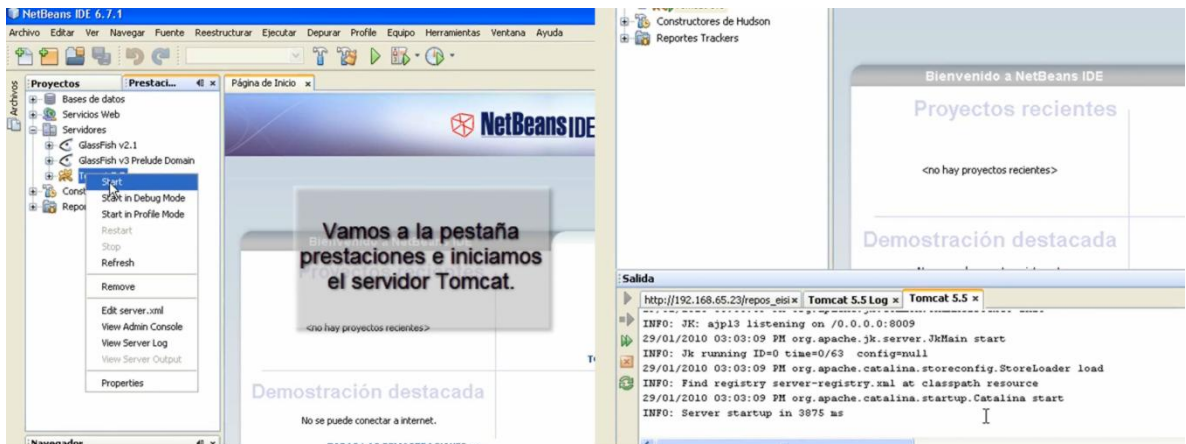 NetBeans IDE 6.7.1
Archivo Editar Ver Navegar Fuente Reestructurar Ejecutar Depurar Profile Equipo Herramientas Ventana Ayuda
Archivos
Proyectos
Prestaci...
Bases de datos
Servicios Web
Servidores
GlassFish v2.1
GlassFish v3 Prelude Domain
Const
Repor
Start
Start in Debug Mode
Start in Profile Mode
Restart
Stop
Refresh
Remove
Edit server.xml
View Admin Console
View Server Log
View Server Output
Properties
Navegador
Página de Inicio
NetBeans IDE
Vamos a la pestaña
prestaciones e iniciamos
el servidor Tomcat.
<no hay proyectos recientes>
Demostración destacada
No se puede conectar a internet.
Constructores de Hudson
Reportes Trackers
Bienvenido a NetBeans IDE
Proyectos recientes
<no hay proyectos recientes>
Demostración destacada
Salida
http://192.168.65.23/repos_eisi
Tomcat 5.5 Log
Tomcat 5.5
INFO: JK: ajp13 listening on /0.0.0.0:8009
29/01/2010 03:03:09 PM org.apache.jk.server.JkMain start
INFO: Jk running ID=0 time=0/63 config=null
29/01/2010 03:03:09 PM org.apache.catalina.storeconfig.StoreLoader load
INFO: Find registry server-registry.xml at classpath resource
29/01/2010 03:03:09 PM org.apache.catalina.startup.Catalina start
INFO: Server startup in 3875 ms